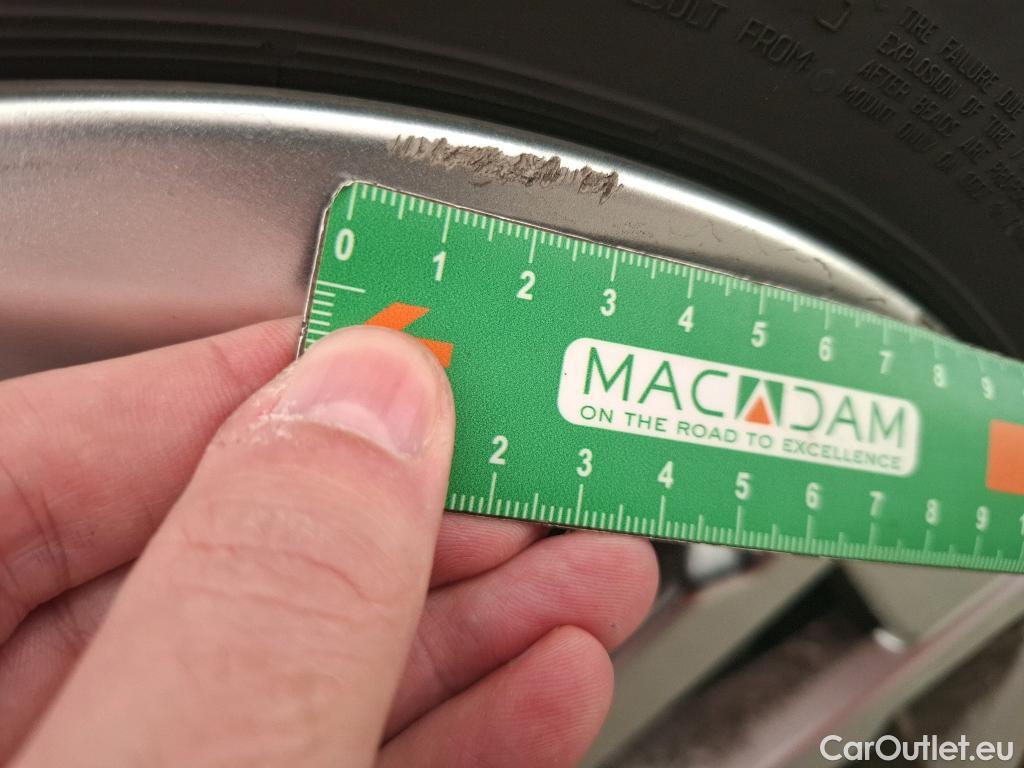 SULT FROM
TIRE FAILURE DUE
EXPLOSION OF TIRE
AFTER BEADS ARE
MOUNT ONLY
0 1 2 3 4 5 6 7 8 9
MACADAM
ON THE ROAD TO EXCELLENCE
2 3 4 5 6 7 8 9
CarOutlet.eu